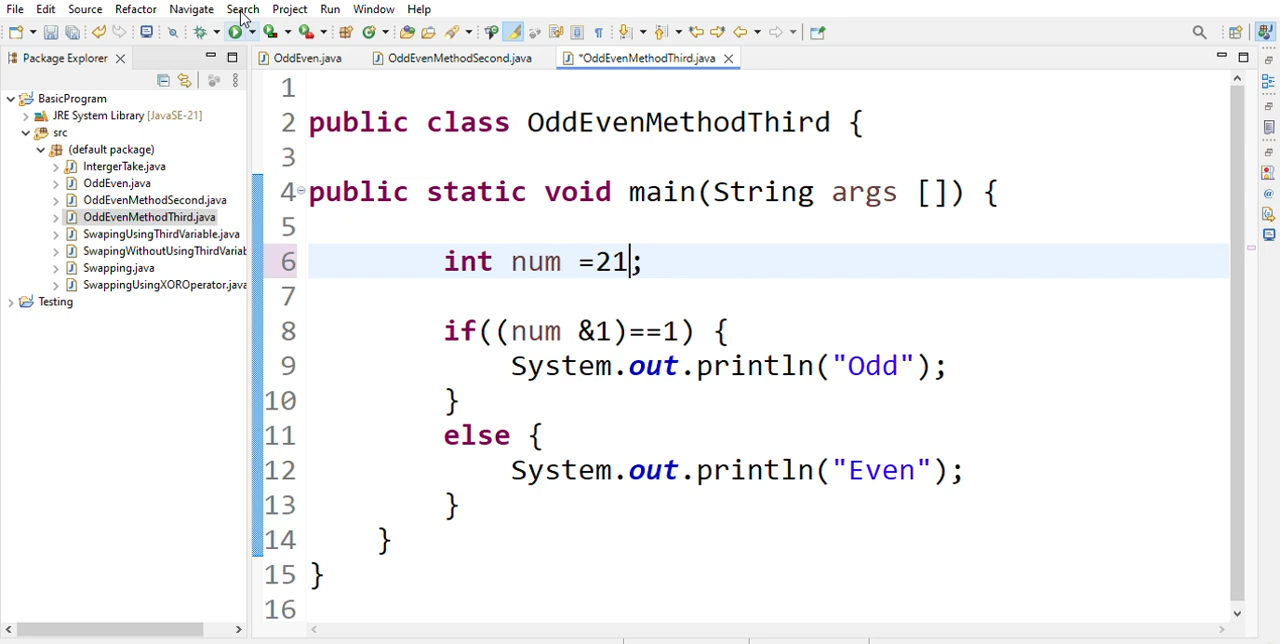 File Edit Source Refactor Navigate Search Project Run Window Help
Package Explorer
OddEven.java OddEvenMethodSecond.java *OddEvenMethodThird.java
BasicProgram
JRE System Library [JavaSE-21]
src
(default package)
IntergerTake.java
OddEven.java
OddEvenMethodSecond.java
OddEvenMethodThird.java
SwapingUsingThirdVariable.java
SwapingWithoutUsingThirdVariab
Swapping.java
SwappingUsingXOROperator.java
Testing
1
2 public class OddEvenMethodThird {
3
4 public static void main(String args []) {
5
6 int num =21;
7
8 if((num &1)==1) {
9 System.out.println("Odd");
10 }
11 else {
12 System.out.println("Even");
13 }
14 }
15 }
16